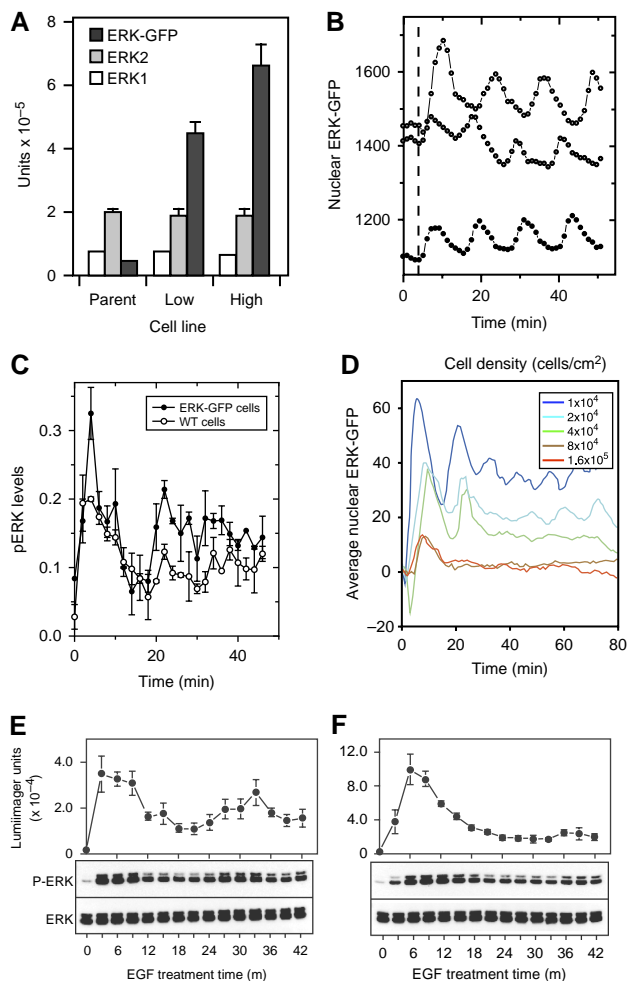 A
ERK-GFP
ERK2
ERK1
Units x 10⁻⁵
8
6
4
2
0
Parent Low High
Cell line
B
Nuclear ERK-GFP
1600
1400
1200
0 20 40
Time (min)
C
ERK-GFP cells
WT cells
pERK levels
0.3
0.2
0.1
0.0
0 20 40
Time (min)
D
Cell density (cells/cm²)
1x10⁴
2x10⁴
4x10⁴
8x10⁴
1.6x10⁵
Average nuclear ERK-GFP
60
40
20
0
–20
0 20 40 60 80
Time (min)
E
Lumiimager units
(x 10⁻⁴)
4.0
2.0
0
P-ERK
ERK
0 6 12 18 24 30 36 42
EGF treatment time (m)
F
12.0
8.0
4.0
0
0 6 12 18 24 30 36 42
EGF treatment time (m)